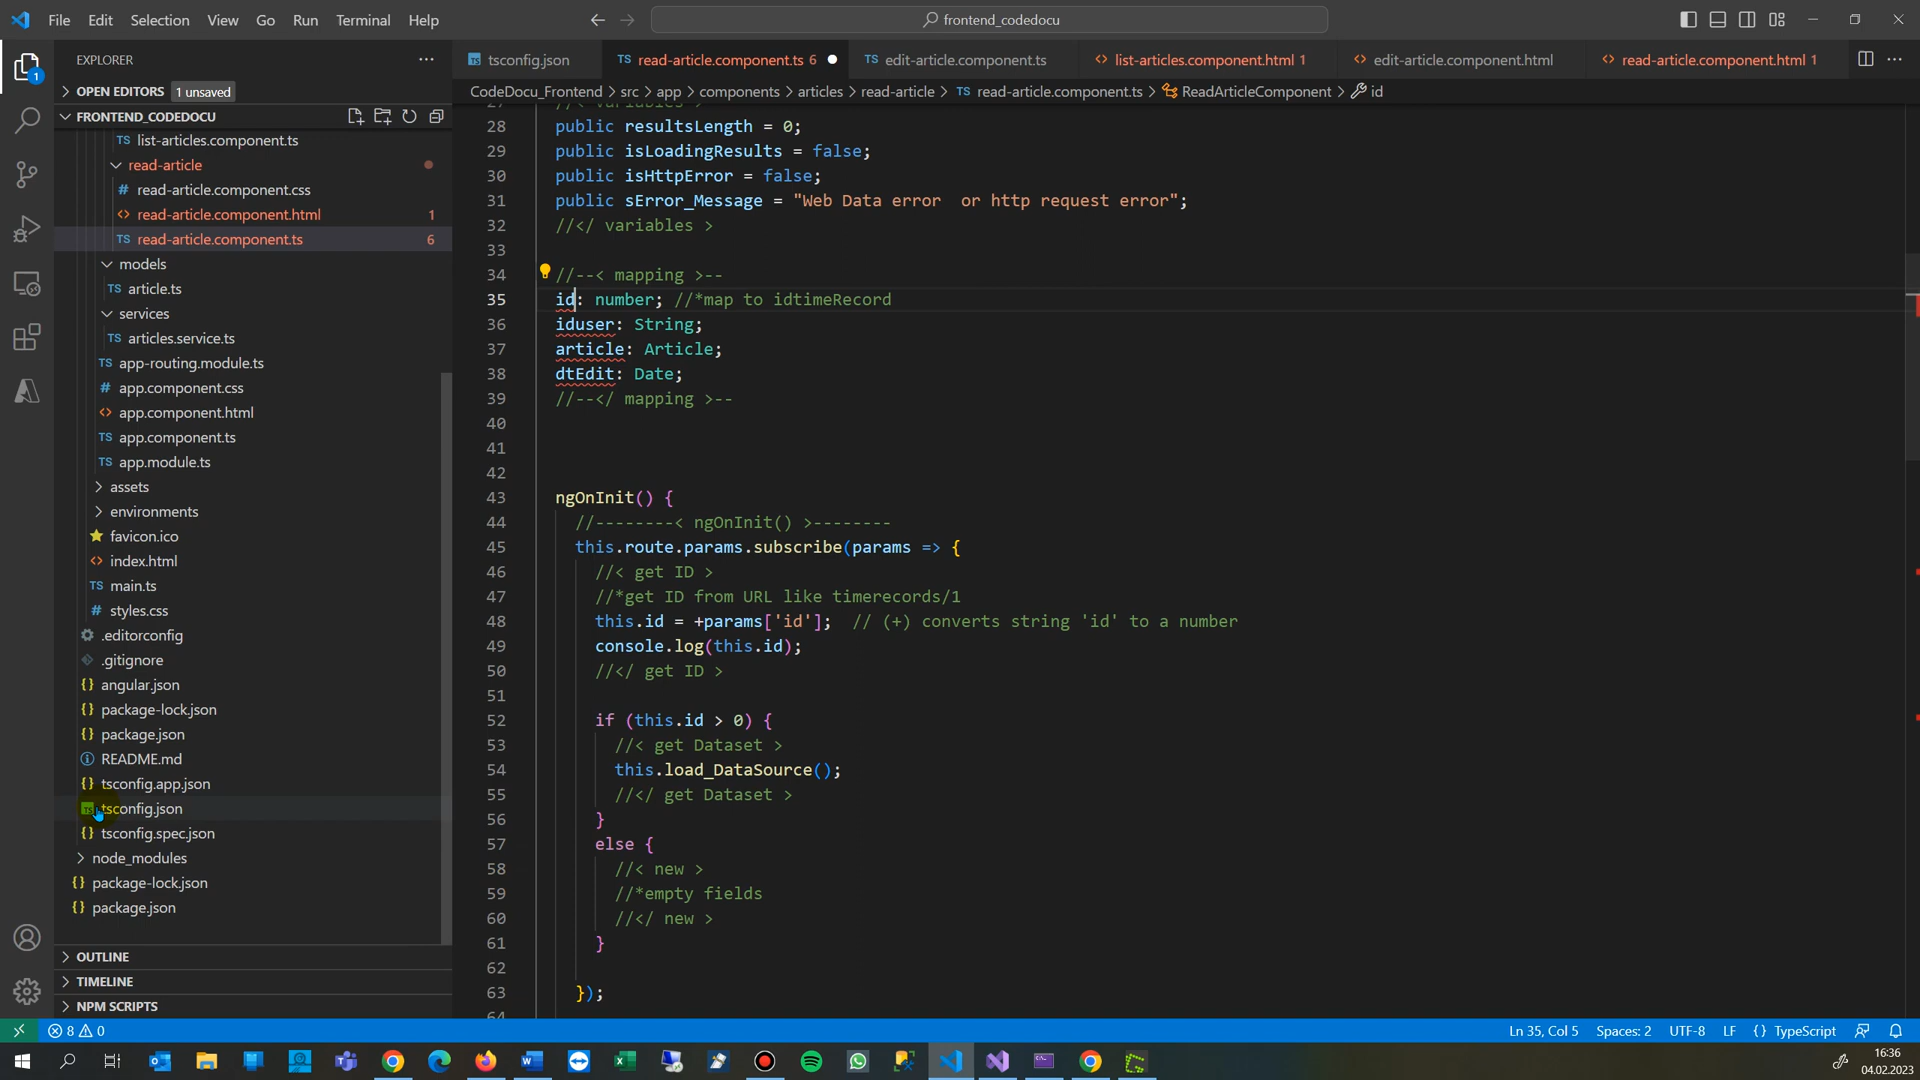 File Edit Selection View Go Run Terminal Help
frontend_codedocu
EXPLORER
OPEN EDITORS 1 unsaved
FRONTEND_CODEDOCU
TS list-articles.component.ts
read-article
# read-article.component.css
<> read-article.component.html 1
TS read-article.component.ts 6
models
TS article.ts
services
TS articles.service.ts
TS app-routing.module.ts
# app.component.css
<> app.component.html
TS app.component.ts
TS app.module.ts
assets
environments
favicon.ico
<> index.html
TS main.ts
# styles.css
.editorconfig
.gitignore
{} angular.json
{} package-lock.json
{} package.json
README.md
{} tsconfig.app.json
tsconfig.json
{} tsconfig.spec.json
node_modules
{} package-lock.json
{} package.json
OUTLINE
TIMELINE
NPM SCRIPTS
tsconfig.json TS read-article.component.ts 6 TS edit-article.component.ts <> list-articles.component.html 1 <> edit-article.component.html <> read-article.component.html 1
CodeDocu_Frontend > src > app > components > articles > read-article > TS read-article.component.ts > ReadArticleComponent > id
27 //< variables >
28 public resultsLength = 0;
29 public isLoadingResults = false;
30 public isHttpError = false;
31 public sError_Message = "Web Data error  or http request error";
32 //</ variables >
33
34 //--< mapping >--
35 id: number; //*map to idtimeRecord
36 iduser: String;
37 article: Article;
38 dtEdit: Date;
39 //--</ mapping >--
40
41
42
43 ngOnInit() {
44 //--------< ngOnInit() >--------
45 this.route.params.subscribe(params => {
46 //< get ID >
47 //*get ID from URL like timerecords/1
48 this.id = +params['id'];  // (+) converts string 'id' to a number
49 console.log(this.id);
50 //</ get ID >
51
52 if (this.id > 0) {
53 //< get Dataset >
54 this.load_DataSource();
55 //</ get Dataset >
56 }
57 else {
58 //< new >
59 //*empty fields
60 //</ new >
61 }
62
63 });
64
8 0 Ln 35, Col 5 Spaces: 2 UTF-8 LF {} TypeScript
16:36
04.02.2023